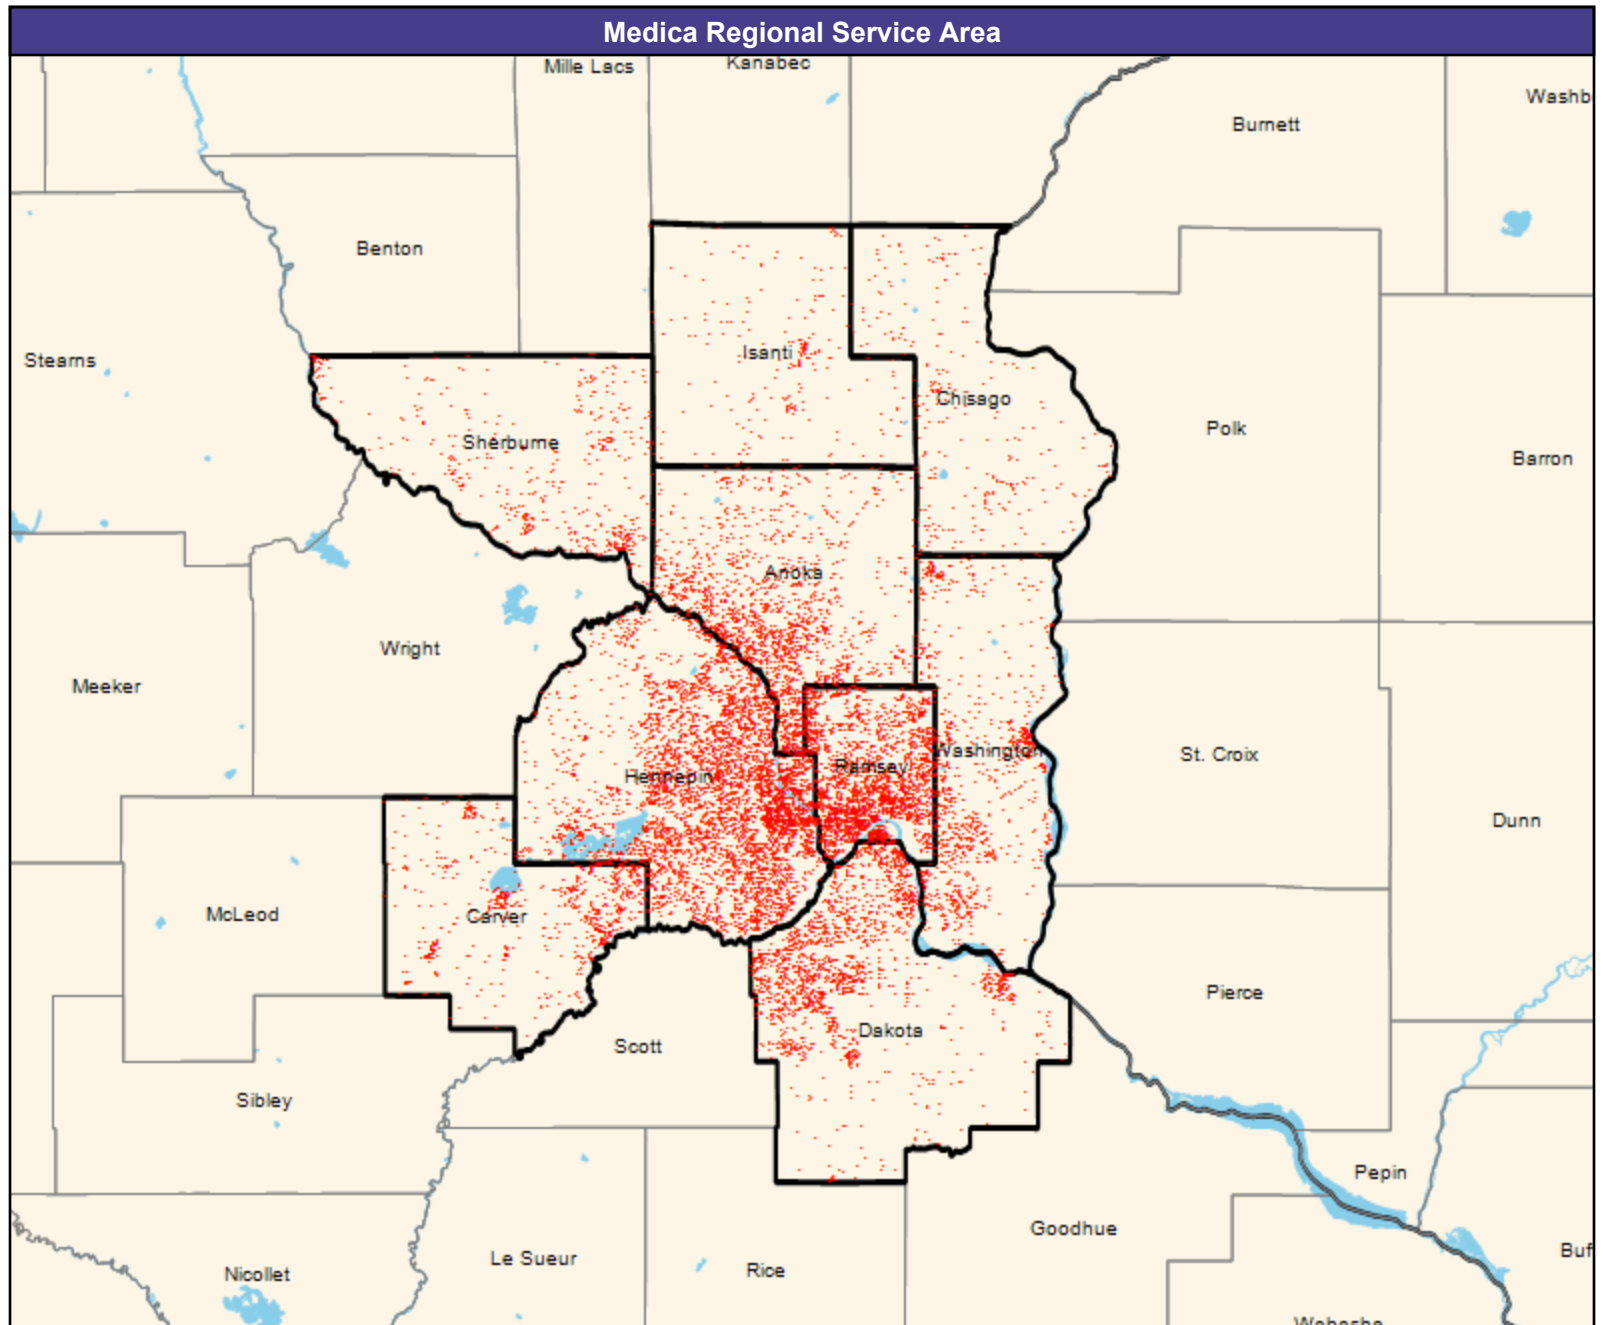 Medica Regional Service Area
Mille Lacs
Kanabec
Washb
Burnett
Benton
Stearns
Isanti
Chisago
Polk
Sherburne
Barron
Anoka
Wright
Meeker
Washington
St. Croix
Ramsey
Hennepin
Dunn
McLeod
Carver
Pierce
Dakota
Scott
Sibley
Pepin
Goodhue
Buf
Le Sueur
Rice
Nicollet